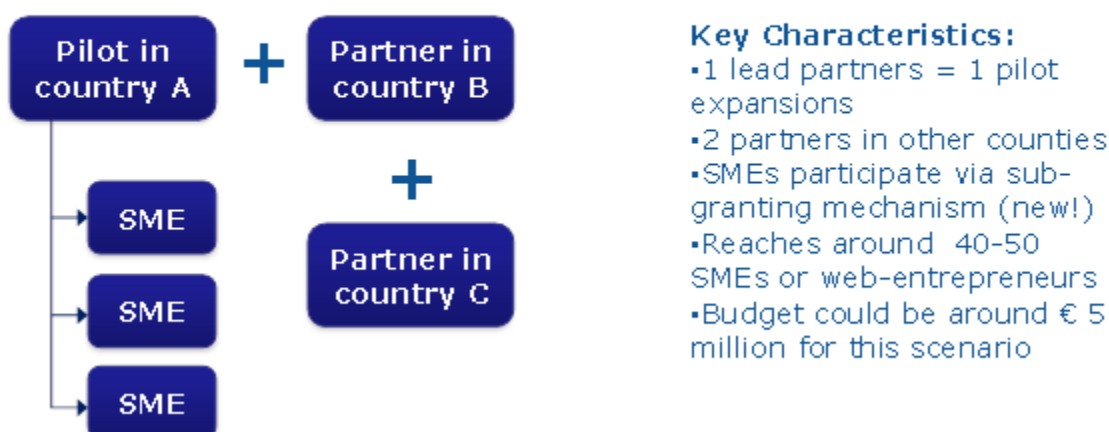 Pilot in
country A
+
Partner in
country B
+
Partner in
country C
SME
SME
SME
Key Characteristics:
▪1 lead partners = 1 pilot
expansions
▪2 partners in other counties
▪SMEs participate via sub-
granting mechanism (new!)
▪Reaches around  40-50
SMEs or web-entrepreneurs
▪Budget could be around € 5
million for this scenario